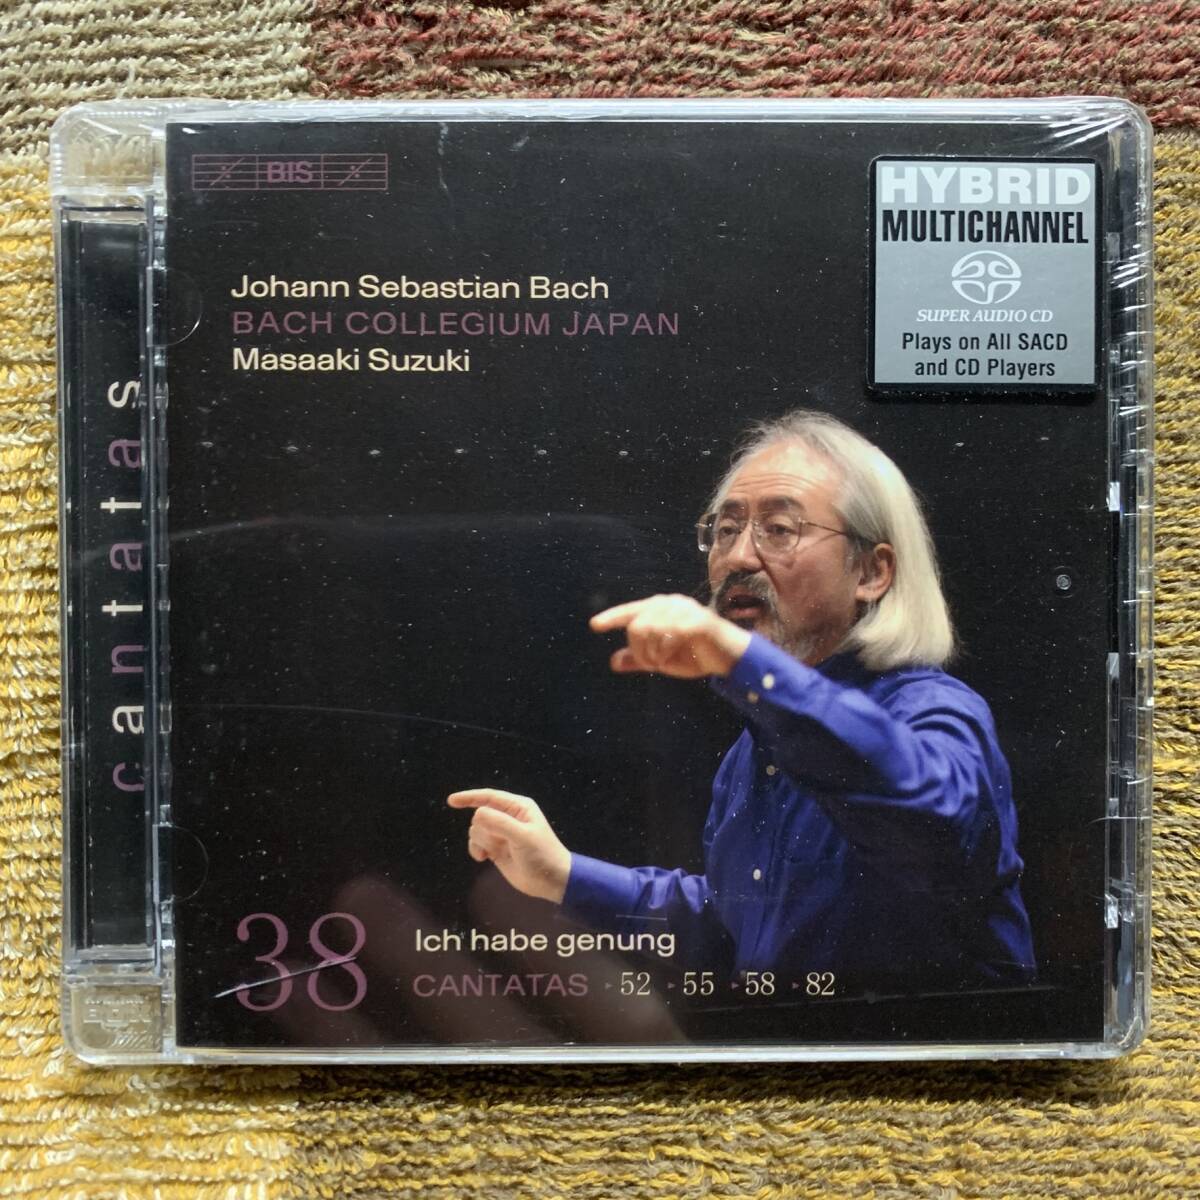 BIS
HYBRID
MULTICHANNEL
SUPER AUDIO CD
Plays on All SACD
and CD Players
Johann Sebastian Bach
BACH COLLEGIUM JAPAN
Masaaki Suzuki
cantatas
38
Ich habe genung
CANTATAS ▸52 ▸55 ▸58 ▸82